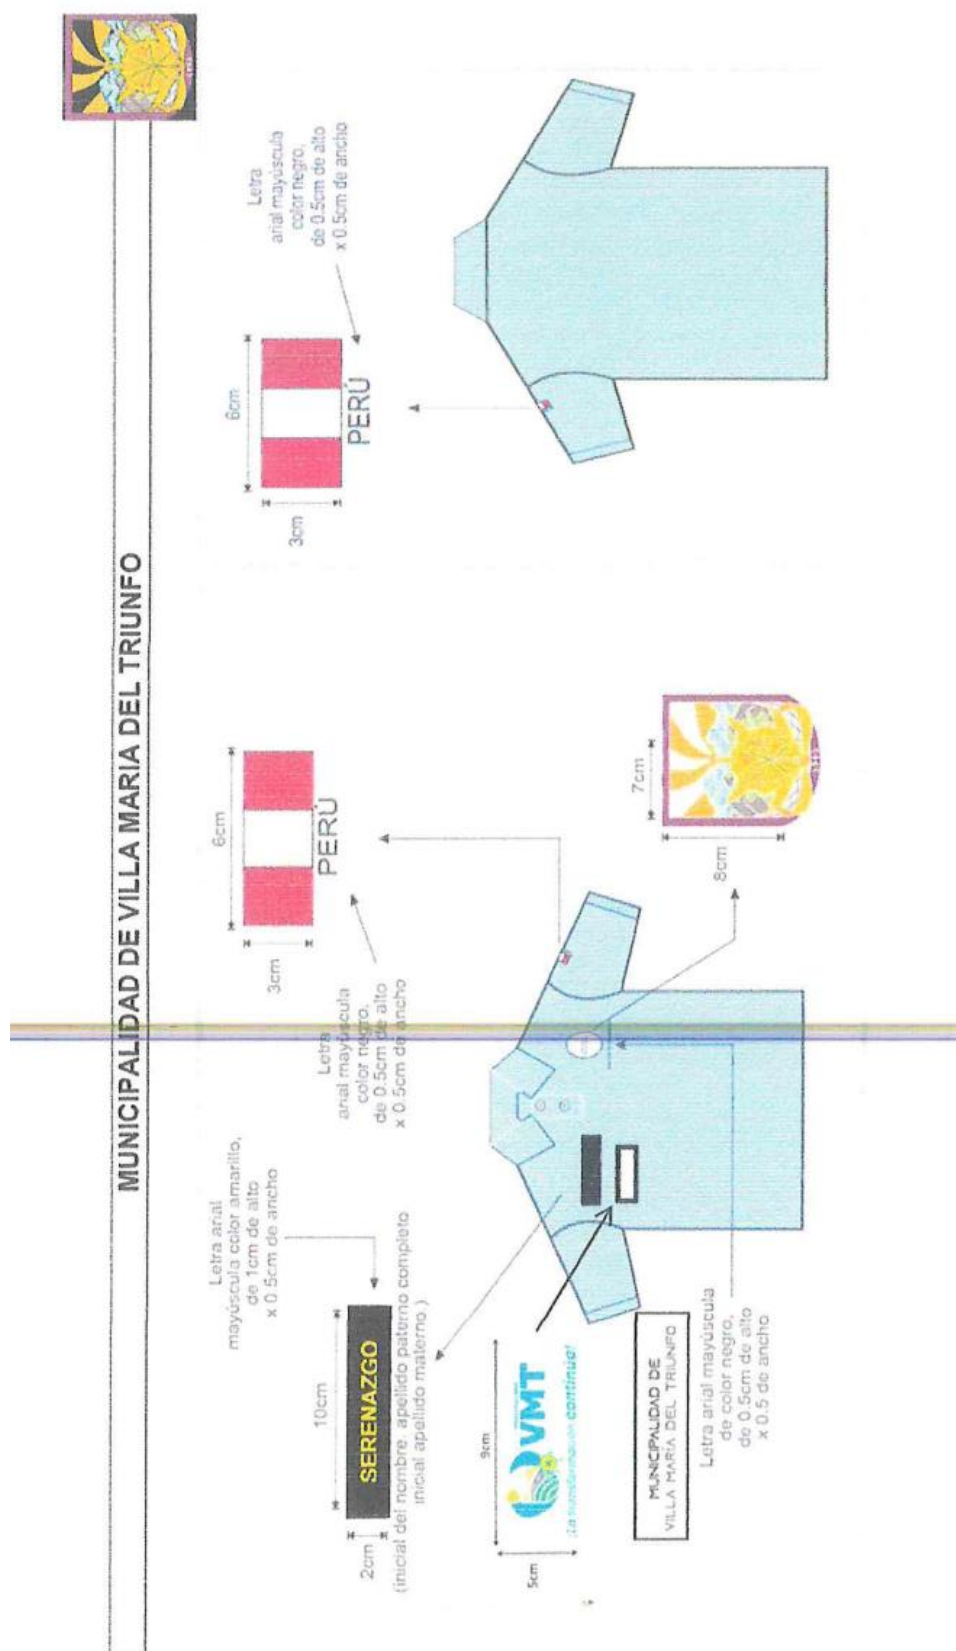 MUNICIPALIDAD DE VILLA MARIA DEL TRIUNFO
Letra arial
mayúscula color amarillo,
de 1cm de alto
x 0.5cm de ancho
10cm
2cm
SERENAZGO
(inicial del nombre, apellido paterno completo
inicial apellido materno.)
9cm
5cm
VMT
¡La transformación continúa!
MUNICIPALIDAD DE
VILLA MARÍA DEL TRIUNFO
Letra arial mayúscula
de color negro,
de 0.5cm de alto
x 0.5 de ancho
6cm
3cm
PERÚ
Letra
arial mayúscula
color negro,
de 0.5cm de alto
x 0.5cm de ancho
7cm
8cm
6cm
3cm
PERÚ
Letra
arial mayúscula
color negro,
de 0.5cm de alto
x 0.5cm de ancho